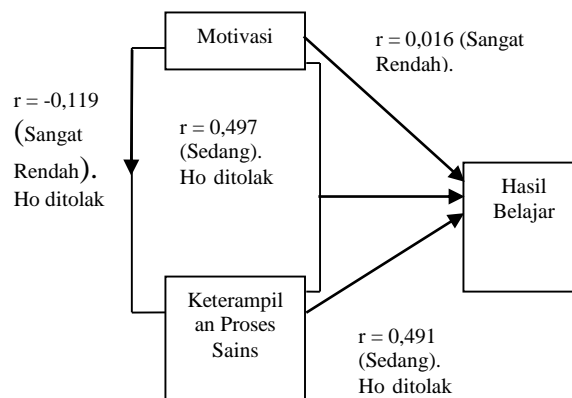 Motivasi
r = 0,016 (Sangat
Rendah).
r = -0,119
(Sangat
Rendah).
Ho ditolak
r = 0,497
(Sedang).
Ho ditolak
Hasil
Belajar
Keterampil
an Proses
Sains
r = 0,491
(Sedang).
Ho ditolak